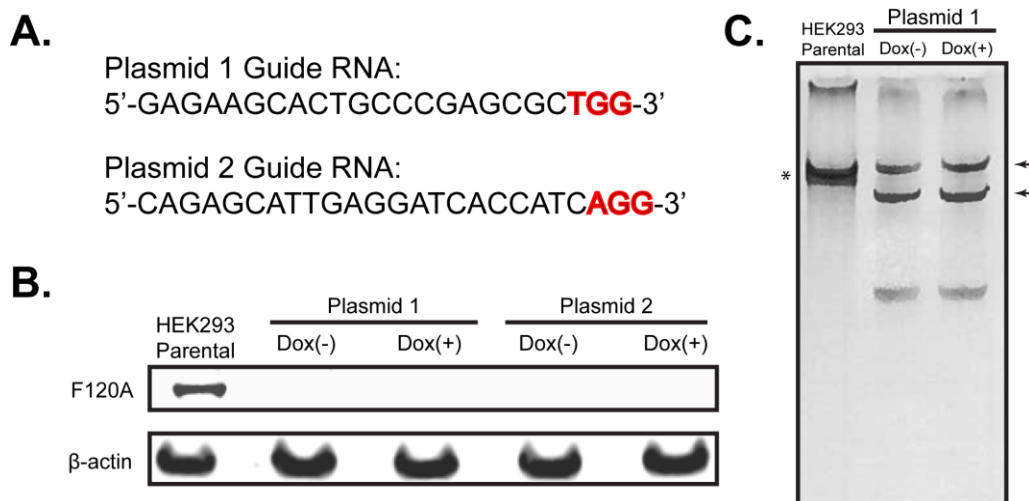 A.
Plasmid 1 Guide RNA:
5’-GAGAAGCACTGCCCGAGCGCTGG-3’
Plasmid 2 Guide RNA:
5’-CAGAGCATTGAGGATCACCATCAGG-3’
B.
HEK293
Parental
Plasmid 1
Dox(-) Dox(+)
Plasmid 2
Dox(-) Dox(+)
F120A
β-actin
C.
HEK293
Parental
Plasmid 1
Dox(-) Dox(+)
*